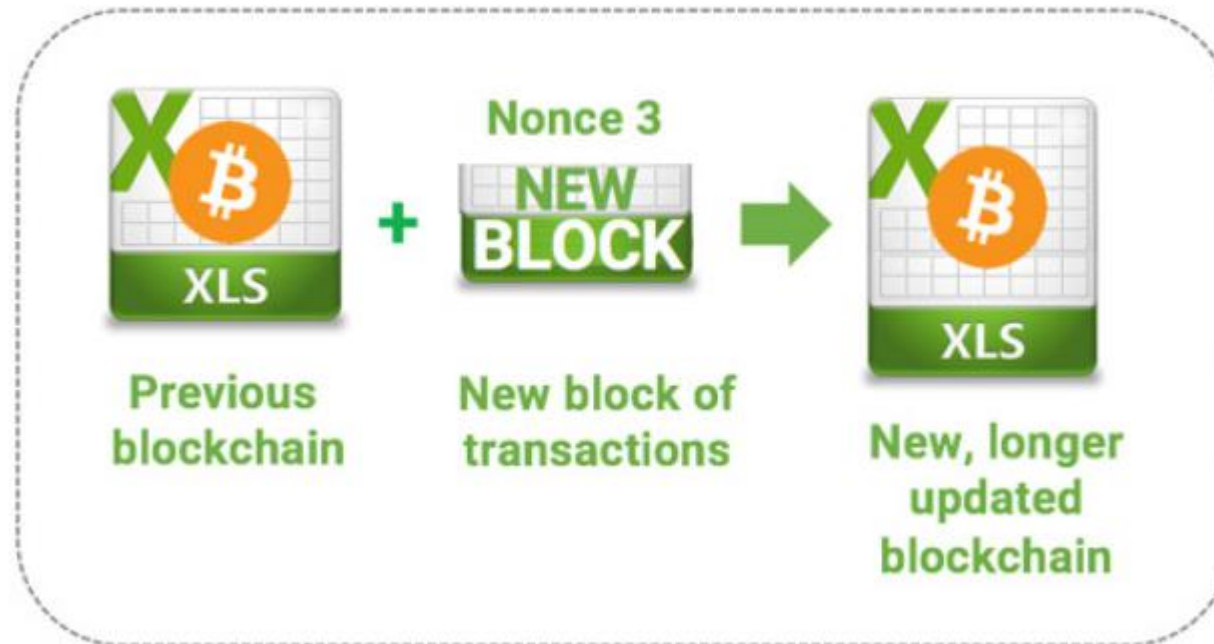 X
XLS
Previous
blockchain
+
Nonce 3
NEW
BLOCK
New block of
transactions
X
XLS
New, longer
updated
blockchain